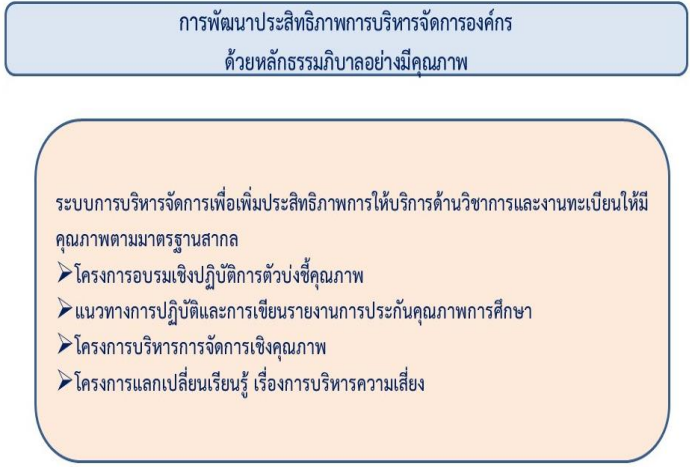 การพัฒนาประสิทธิภาพการบริหารจัดการองค์กร
ด้วยหลักธรรมภิบาลอย่างมีคุณภาพ
ระบบการบริหารจัดการเพื่อเพิ่มประสิทธิภาพการให้บริการด้านวิชาการและงานทะเบียนให้มี
คุณภาพตามมาตรฐานสากล
➢โครงการอบรมเชิงปฏิบัติการตัวบ่งชี้คุณภาพ
➢แนวทางการปฏิบัติและการเขียนรายงานการประกันคุณภาพการศึกษา
➢โครงการบริหารการจัดการเชิงคุณภาพ
➢โครงการแลกเปลี่ยนเรียนรู้ เรื่องการบริหารความเสี่ยง